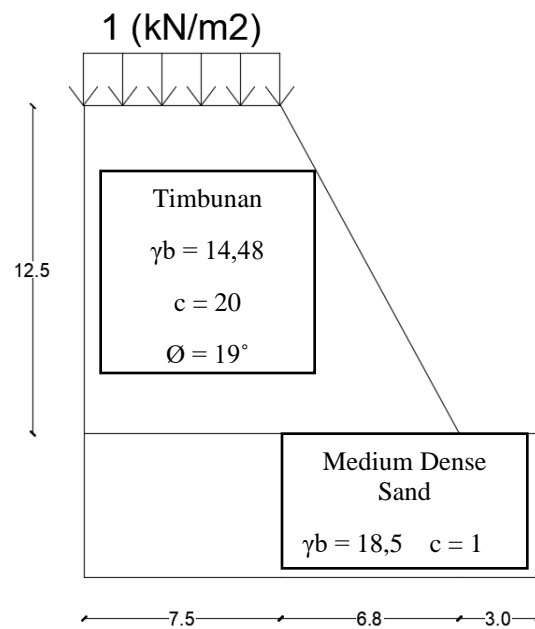 1 (kN/m2)
12.5
Timbunan
γb = 14,48
c = 20
Ø = 19˚
Medium Dense
Sand
γb = 18,5 c = 1
7.5
6.8
3.0